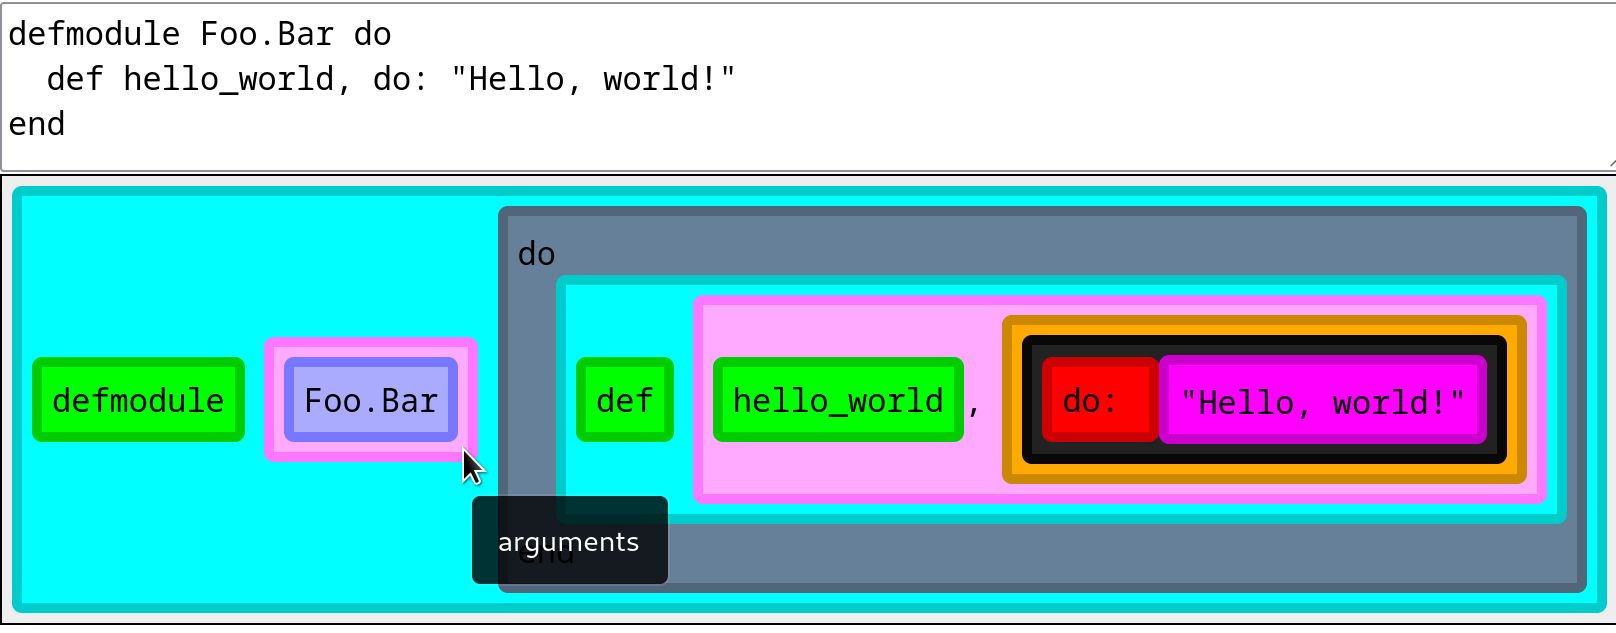 defmodule Foo.Bar do
  def hello_world, do: "Hello, world!"
end
do
defmodule Foo.Bar def hello_world , do: "Hello, world!"
arguments
end